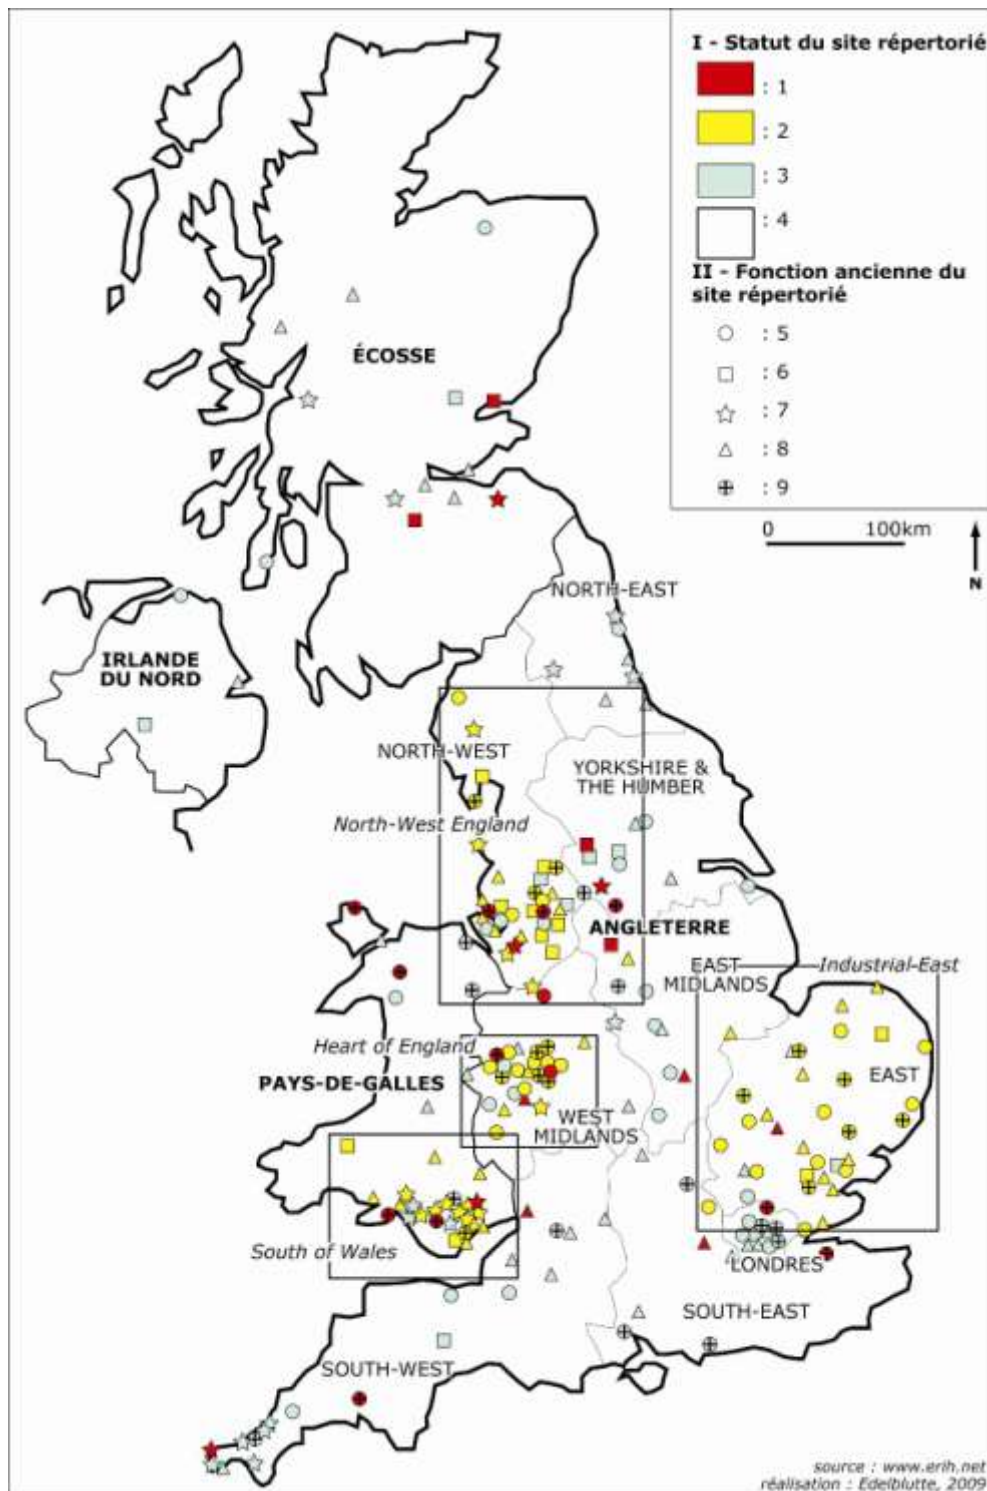 I - Statut du site répertorié
: 1
: 2
: 3
: 4
II - Fonction ancienne du
site répertorié
: 5
: 6
: 7
: 8
: 9
0 100km
N
ÉCOSSE
NORTH-EAST
IRLANDE
DU NORD
NORTH-WEST
YORKSHIRE &
THE HUMBER
North-West England
ANGLETERRE
EAST
MIDLANDS
Industrial-East
Heart of England
PAYS-DE-GALLES
EAST
WEST
MIDLANDS
South of Wales
LONDRES
SOUTH-EAST
SOUTH-WEST
source : www.erih.net
réalisation : Edelblutte, 2009